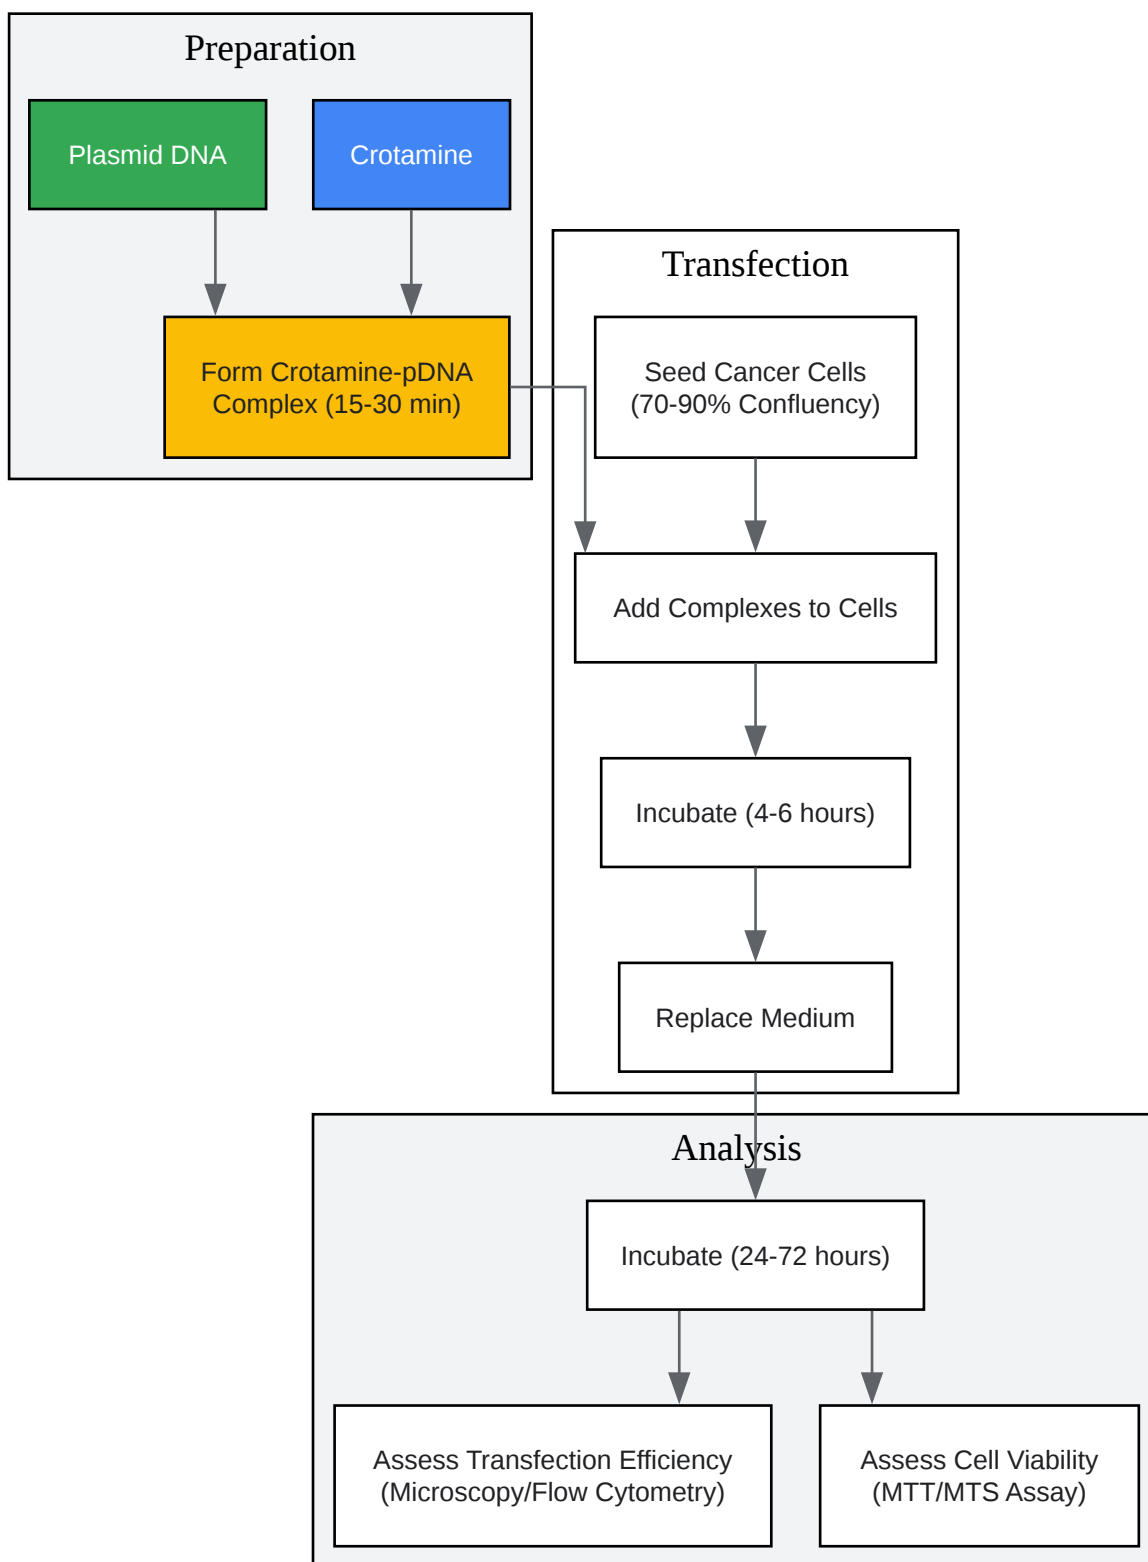 Preparation
Plasmid DNA
Crotamine
Form Crotamine-pDNA
Complex (15-30 min)
Transfection
Seed Cancer Cells
(70-90% Confluency)
Add Complexes to Cells
Incubate (4-6 hours)
Replace Medium
Analysis
Incubate (24-72 hours)
Assess Transfection Efficiency
(Microscopy/Flow Cytometry)
Assess Cell Viability
(MTT/MTS Assay)